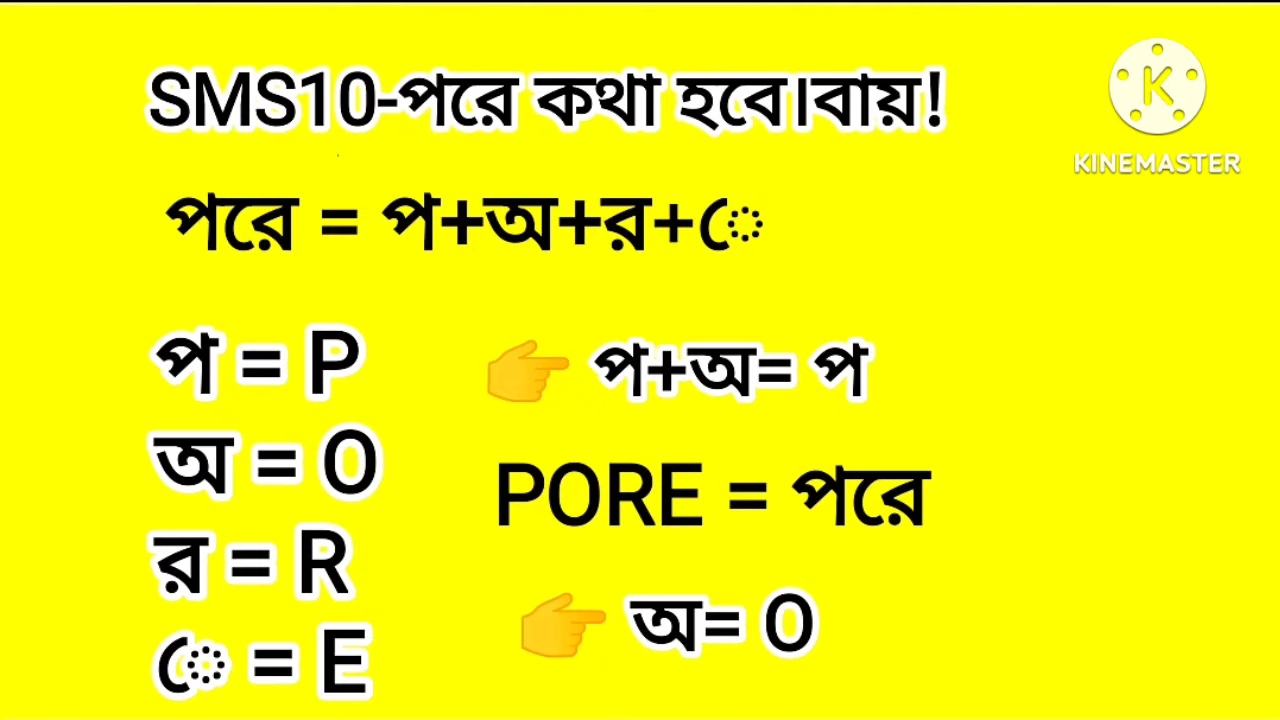 SMS10-পরে কথা হবে।বায়!
KINEMASTER
পরে = প+অ+র+ে
প = P
👉 প+অ= প
অ = O
PORE = পরে
র = R
👉 অ= O
ে = E